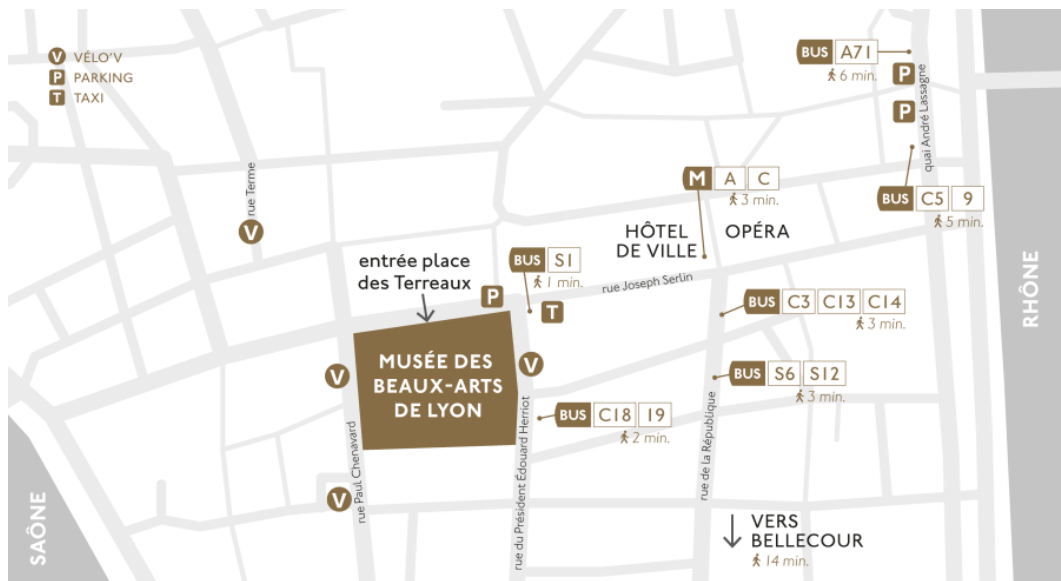 V VÉLO'V
P PARKING
T TAXI
BUS A71
6 min.
P
P
quai André Lassagne
rue Terme
V
M A C
3 min.
BUS C5 9
5 min.
HÔTEL
DE VILLE
OPÉRA
RHÔNE
entrée place
des Terreaux
BUS S1
1 min.
rue Joseph Serlin
P
T
BUS C3 C13 C14
3 min.
MUSÉE DES
BEAUX-ARTS
DE LYON
V
V
BUS S6 S12
3 min.
BUS C18 19
2 min.
rue Paul Chenavard
rue du Président Édouard Herriot
rue de la République
V
SAÔNE
VERS
BELLECOUR
14 min.